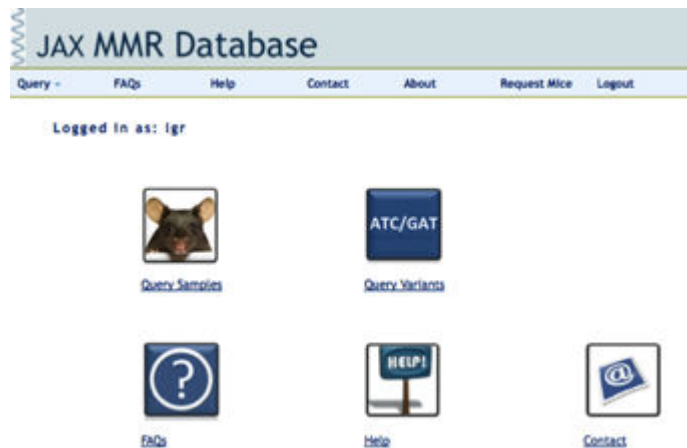 JAX MMR Database
Query - FAQs Help Contact About Request Mice Logout
Logged in as: lgr
ATC/GAT
Query Samples Query Variants
?
HELP!
@
FAQs Help Contact